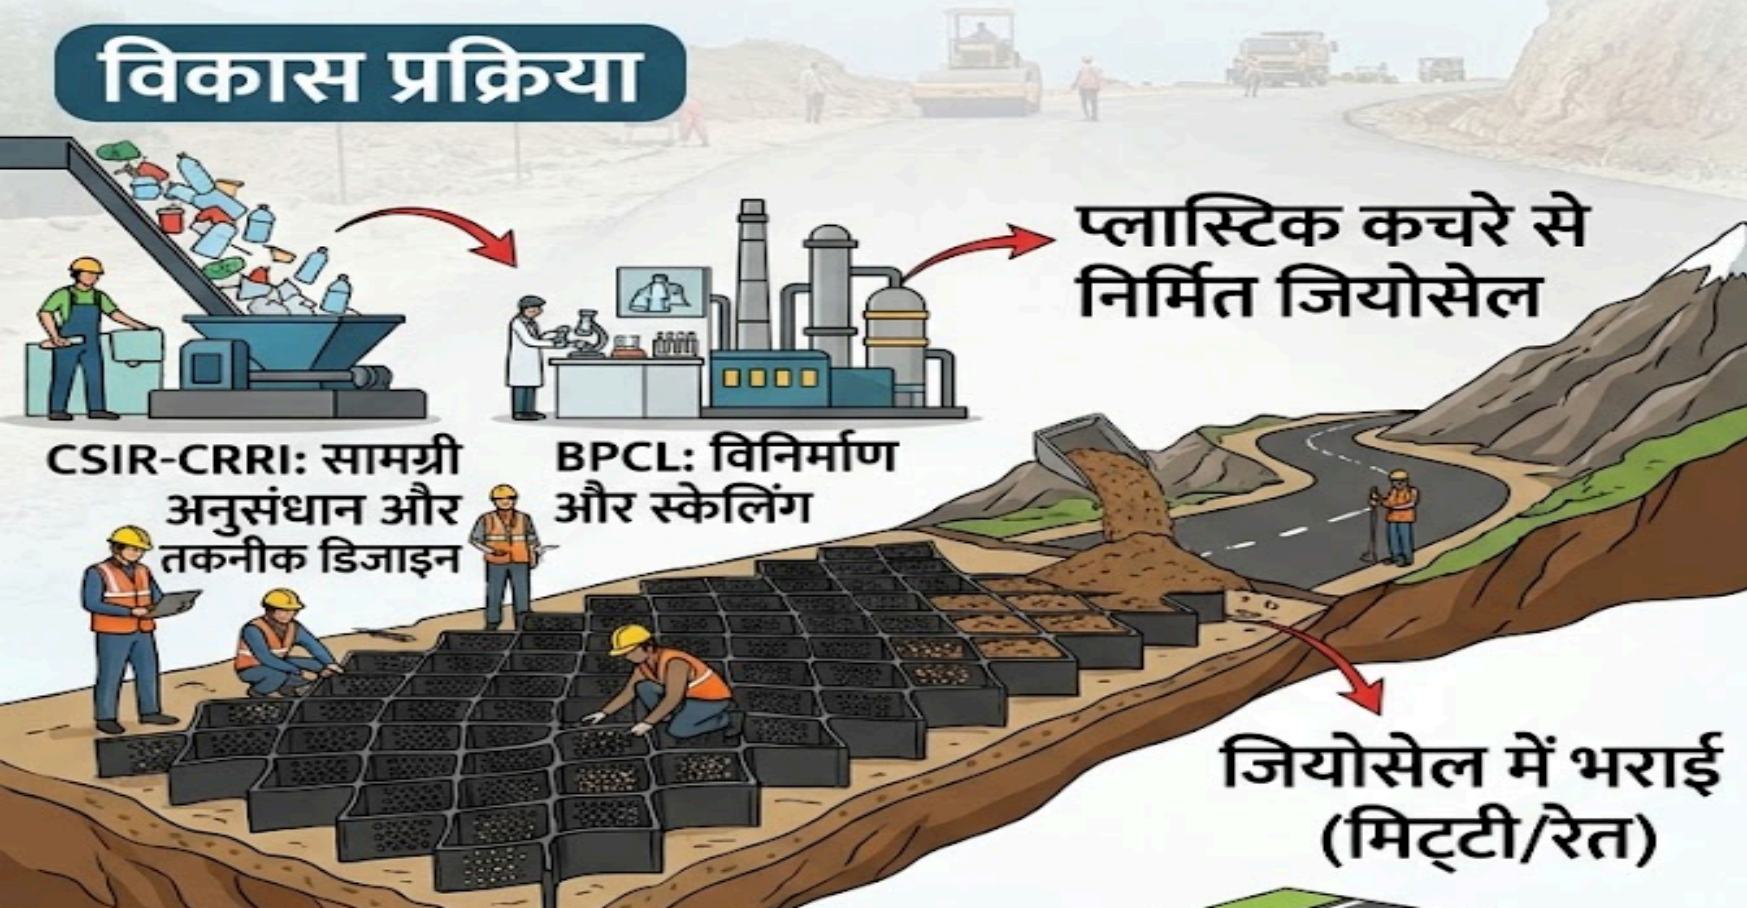 विकास प्रक्रिया
प्लास्टिक कचरे से
निर्मित जियोसेल
CSIR-CRRI: सामग्री
अनुसंधान और
तकनीक डिजाइन
BPCL: विनिर्माण
और स्केलिंग
जियोसेल में भराई
(मिट्टी/रेत)